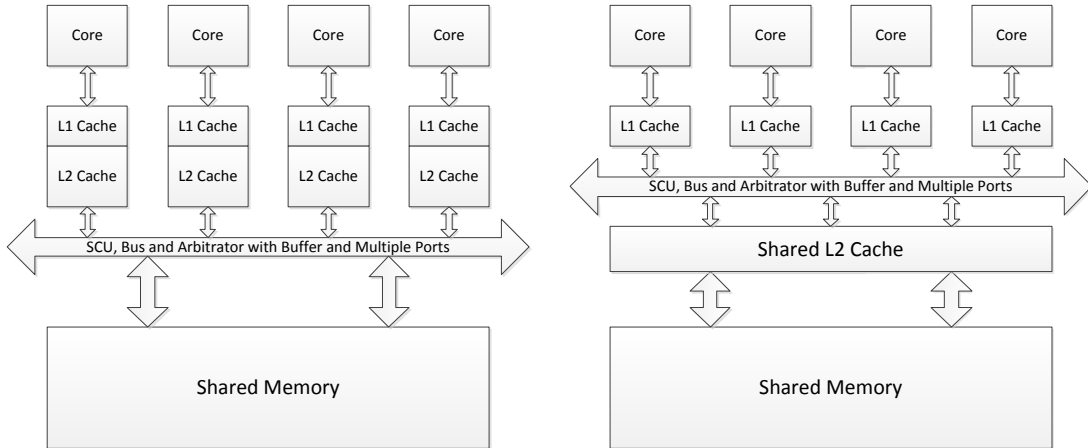 Core Core Core Core
L1 Cache L1 Cache L1 Cache L1 Cache
L2 Cache L2 Cache L2 Cache L2 Cache
SCU, Bus and Arbitrator with Buffer and Multiple Ports
Shared Memory
Core Core Core Core
L1 Cache L1 Cache L1 Cache L1 Cache
SCU, Bus and Arbitrator with Buffer and Multiple Ports
Shared L2 Cache
Shared Memory